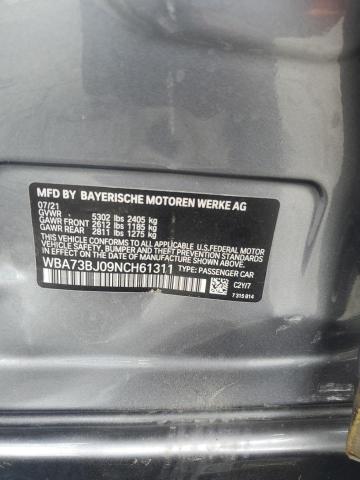 MFD BY BAYERISCHE MOTOREN WERKE AG
07/21
GVWR 5302 lbs 2405 kg
GAWR FRONT 2612 lbs 1185 kg
GAWR REAR 2811 lbs 1275 kg
THIS VEHICLE CONFORMS TO ALL APPLICABLE U.S. FEDERAL MOTOR
VEHICLE SAFETY, BUMPER, AND THEFT PREVENTION STANDARDS
IN EFFECT ON THE DATE OF MANUFACTURE SHOWN ABOVE.
WBA73BJ09NCH61311 TYPE: PASSENGER CAR
C2Y/7
7 315 814